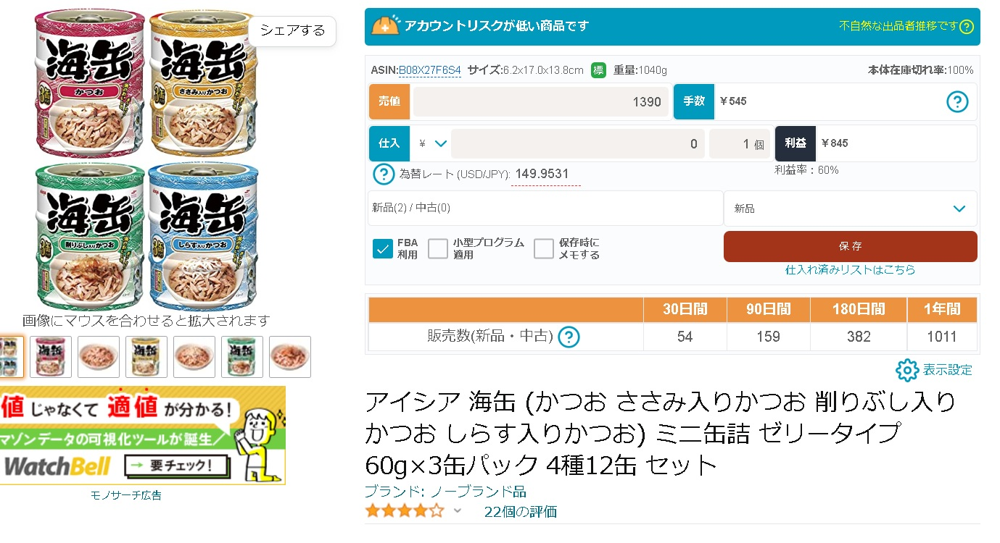 海缶
かつお
3缶
海缶
ささみ入りかつお
3缶
海缶
削りぶし入りかつお
3缶
海缶
しらす入りかつお
3缶
シェアする
画像にマウスを合わせると拡大されます
値じゃなくて適値が分かる!
マゾンデータの可視化ツールが誕生
WatchBell →要チェック!
モノサーチ広告
アカウントリスクが低い商品です 不自然な出品者推移です ?
ASIN:B08X27F6S4 サイズ:6.2x17.0x13.8cm 標 重量:1040g 本体在庫切れ率:100%
売値 1390 手数 ¥545 ?
仕入 ¥ 0 1 個 利益 ¥845
? 為替レート (USD/JPY): 149.9531 利益率:60%
新品(2) / 中古(0) 新品
FBA利用 小型プログラム適用 保存時にメモする 保存
仕入れ済みリストはこちら
30日間 90日間 180日間 1年間
販売数(新品・中古) ? 54 159 382 1011
表示設定
アイシア 海缶 (かつお ささみ入りかつお 削りぶし入り
かつお しらす入りかつお) ミニ缶詰 ゼリータイプ
60g×3缶パック 4種12缶 セット
ブランド: ノーブランド品
22個の評価